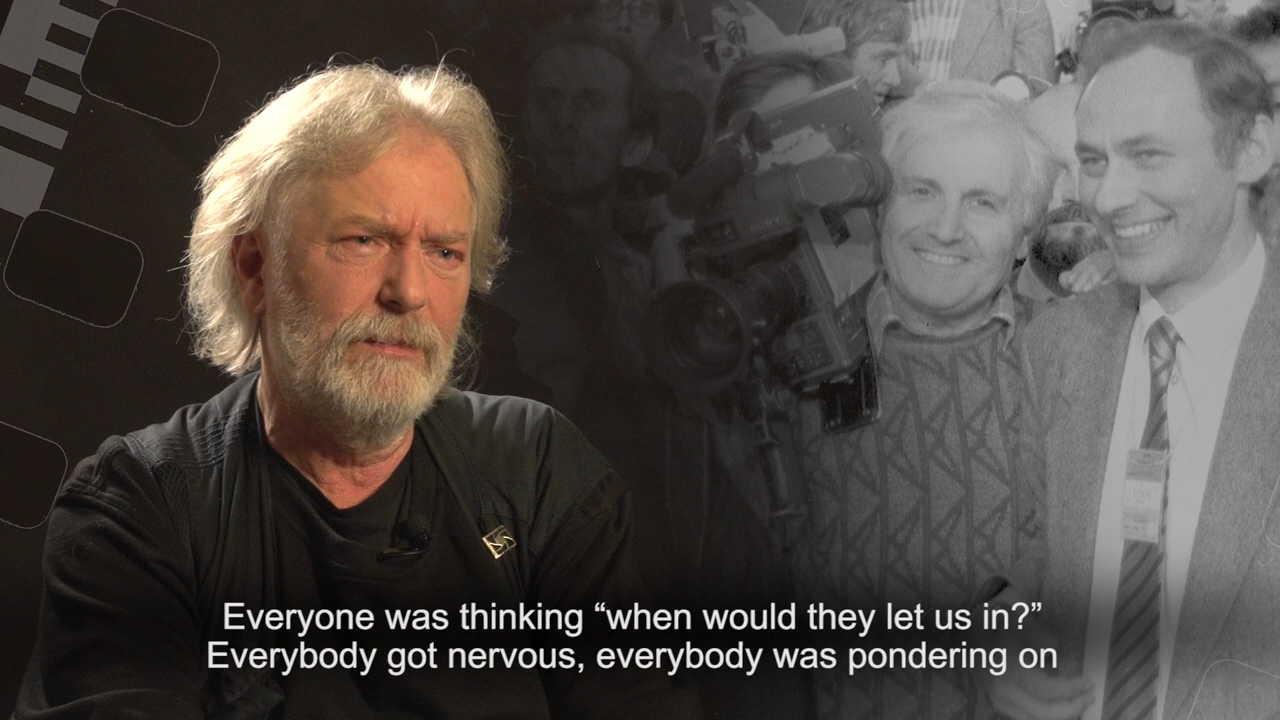 Everyone was thinking “when would they let us in?”
Everybody got nervous, everybody was pondering on